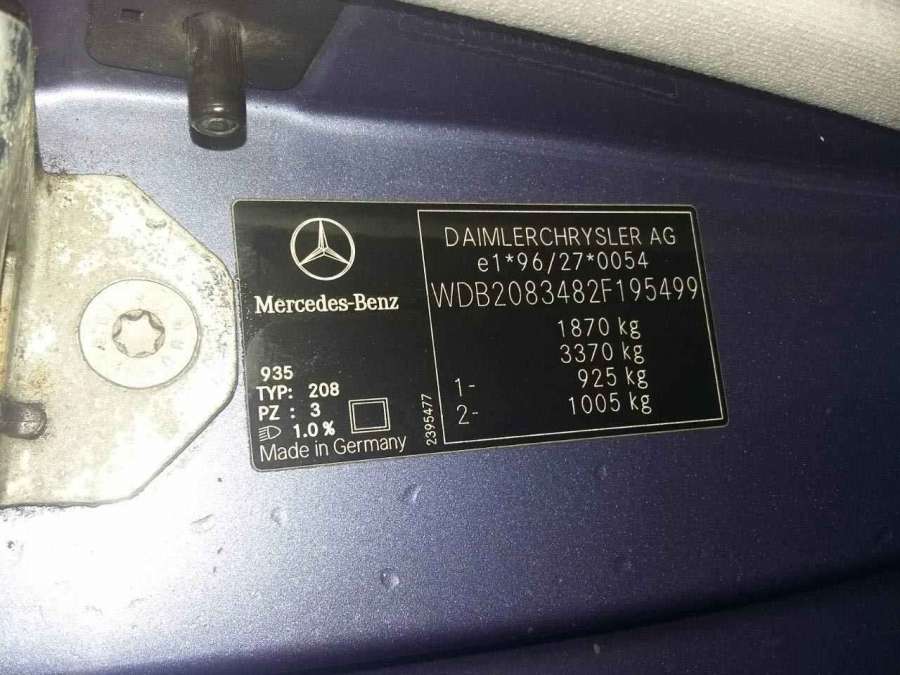 Mercedes-Benz
935
TYP: 208
PZ : 3
1.0 %
Made in Germany
2395477
DAIMLERCHRYSLER AG
e1*96/27*0054
WDB2083482F195499
1870 kg
3370 kg
1- 925 kg
2- 1005 kg